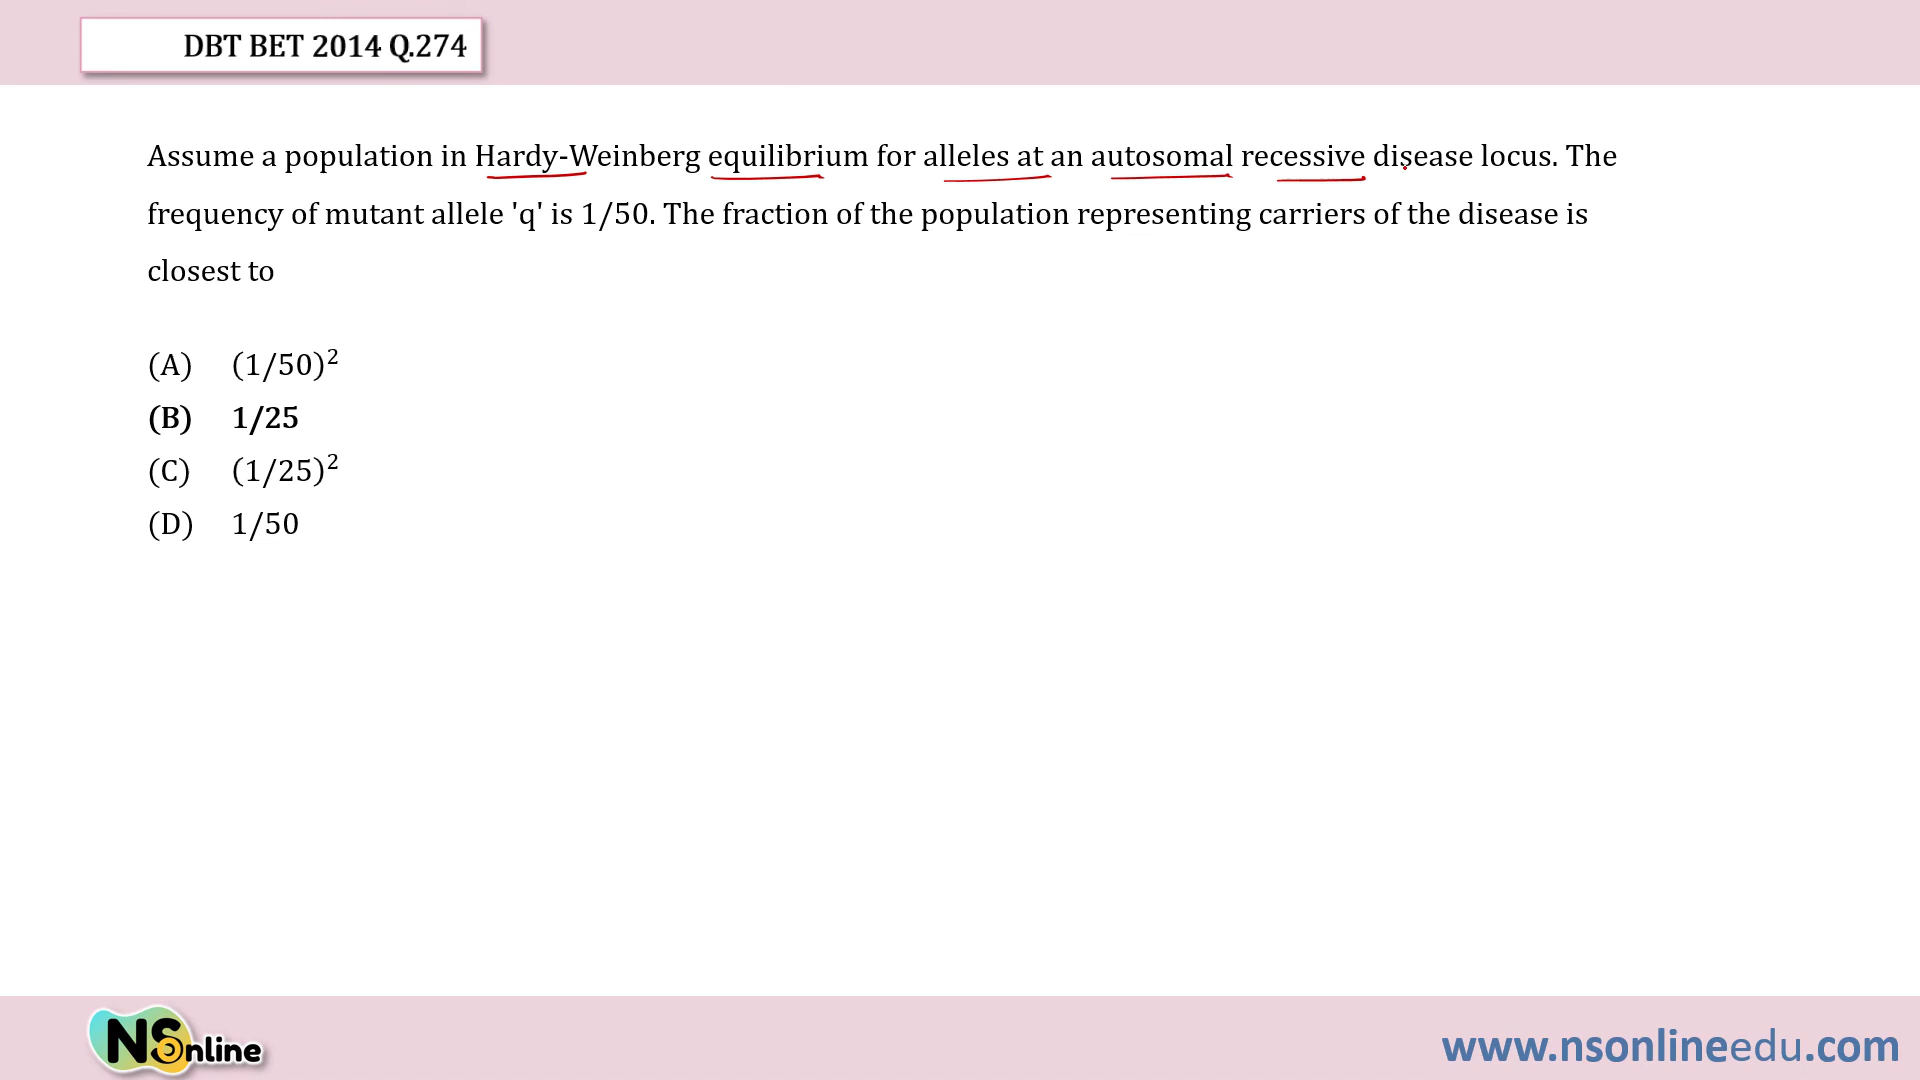 DBT BET 2014 Q.274
Assume a population in Hardy-Weinberg equilibrium for alleles at an autosomal recessive disease locus. The
frequency of mutant allele 'q' is 1/50. The fraction of the population representing carriers of the disease is
closest to
(A) (1/50)²
(B) 1/25
(C) (1/25)²
(D) 1/50
NSOnline
www.nsonlineedu.com